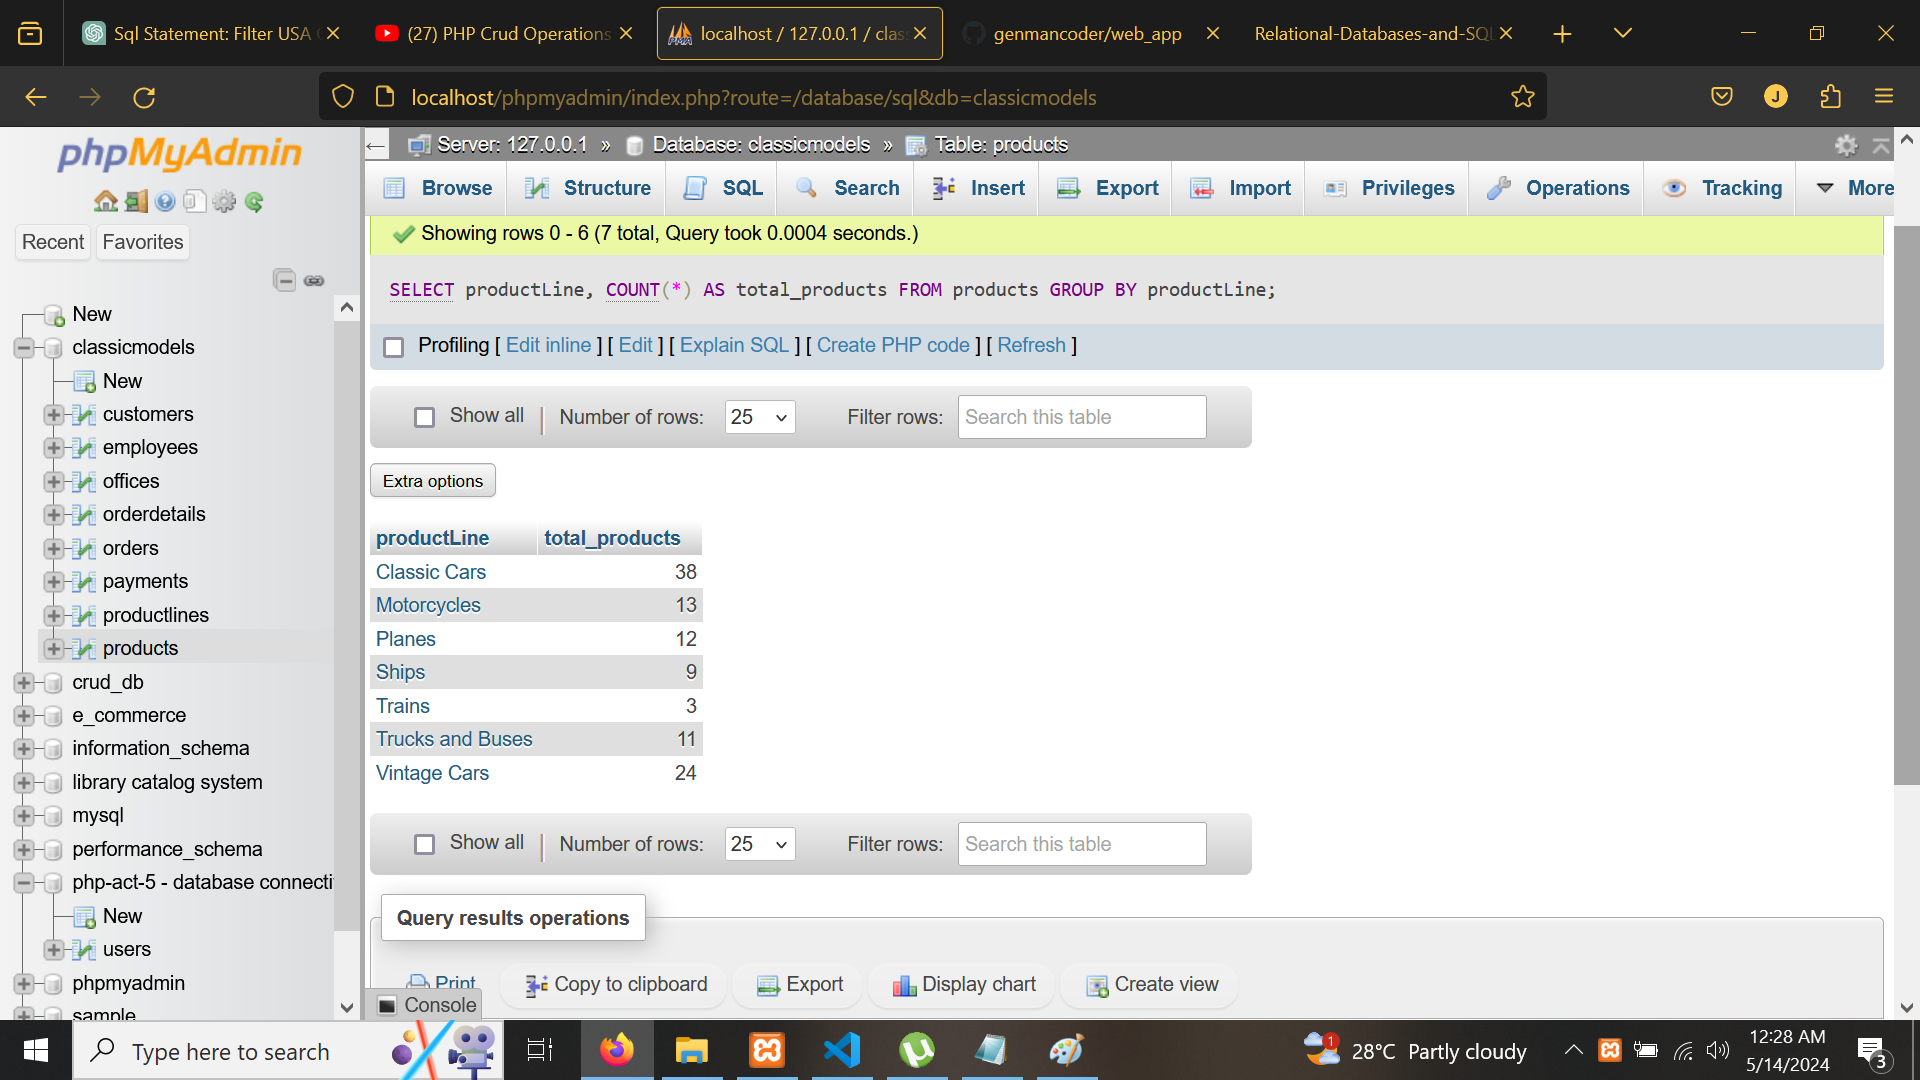 Sql Statement: Filter USA
(27) PHP Crud Operations
localhost / 127.0.0.1 / clas
genmancoder/web_app
Relational-Databases-and-SQL
localhost/phpmyadmin/index.php?route=/database/sql&db=classicmodels
J
phpMyAdmin
Recent
Favorites
New
classicmodels
New
customers
employees
offices
orderdetails
orders
payments
productlines
products
crud_db
e_commerce
information_schema
library catalog system
mysql
performance_schema
php-act-5 - database connecti
New
users
phpmyadmin
sample
Server: 127.0.0.1 » Database: classicmodels » Table: products
Browse Structure SQL Search Insert Export Import Privileges Operations Tracking More
Showing rows 0 - 6 (7 total, Query took 0.0004 seconds.)
SELECT productLine, COUNT(*) AS total_products FROM products GROUP BY productLine;
Profiling [ Edit inline ] [ Edit ] [ Explain SQL ] [ Create PHP code ] [ Refresh ]
Show all | Number of rows: 25 Filter rows: Search this table
Extra options
productLine total_products
Classic Cars 38
Motorcycles 13
Planes 12
Ships 9
Trains 3
Trucks and Buses 11
Vintage Cars 24
Show all | Number of rows: 25 Filter rows: Search this table
Query results operations
Print Copy to clipboard Export Display chart Create view
Console
Type here to search
1
28°C Partly cloudy
12:28 AM
5/14/2024
3